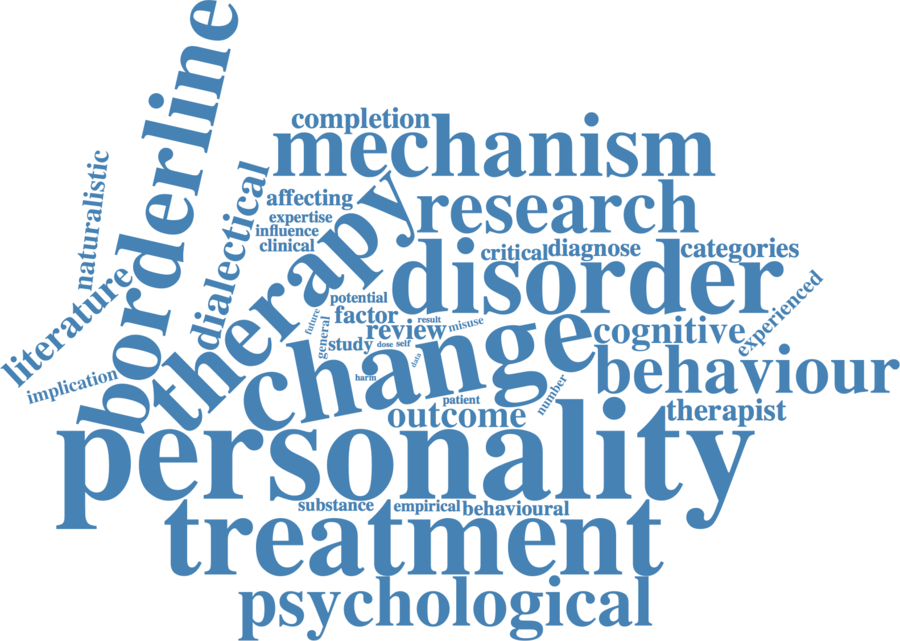 borderline
completion
mechanism
naturalistic
dialectical
affecting
therapy
research
expertise
influence
clinical
disorder
critical
diagnose
categories
literature
potential
experienced
future
factor
general
result
review
misuse
cognitive
study
dose
self
change
data
behaviour
implication
harm
number
patient
outcome
therapist
personality
substance
empirical
behavioural
treatment
psychological